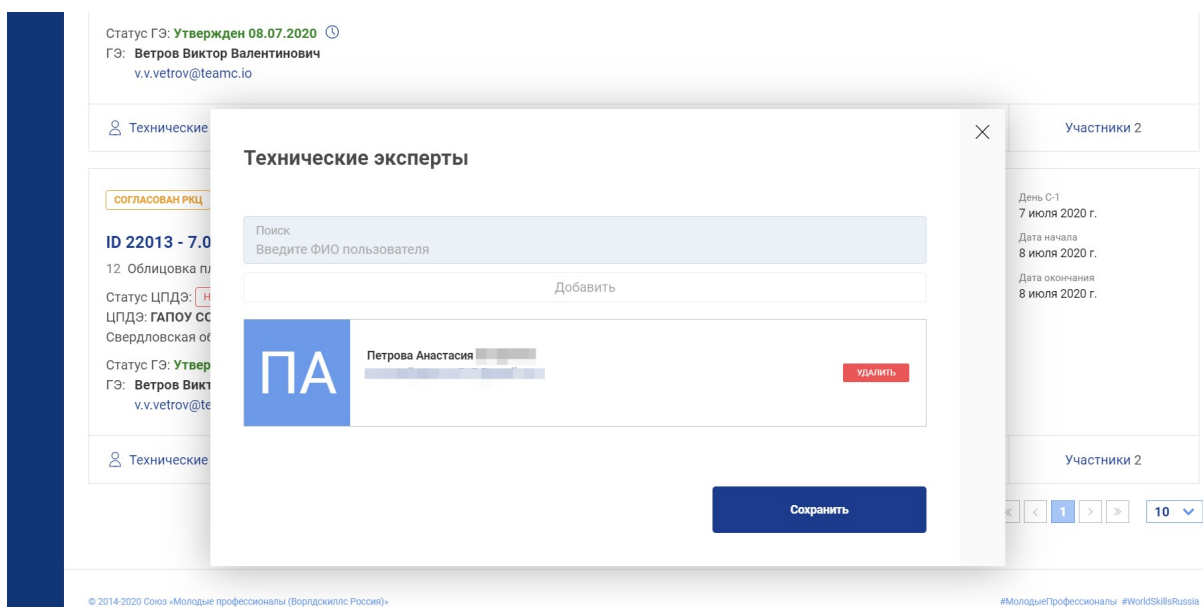 Статус ГЭ: Утвержден 08.07.2020
ГЭ: Ветров Виктор Валентинович
v.v.vetrov@teamc.io
Технические
Участники 2
Технические эксперты
Поиск
Введите ФИО пользователя
Добавить
ПА
Петрова Анастасия
УДАЛИТЬ
Сохранить
СОГЛАСОВАН РКЦ
ID 22013 - 7.0
12 Облицовка
Статус ЦПДЭ: Н
ЦПДЭ: ГАПОУ СО
Свердловская об
Статус ГЭ: Утвер
ГЭ: Ветров Викт
v.v.vetrov@te
День С-1
7 июля 2020 г.
Дата начала
8 июля 2020 г.
Дата окончания
8 июля 2020 г.
Технические
Участники 2
« < 1 > » 10
© 2014-2020 Союз «Молодые профессионалы (Ворлдскиллс Россия)»
#МолодыеПрофессионалы #WorldSkillsRussia